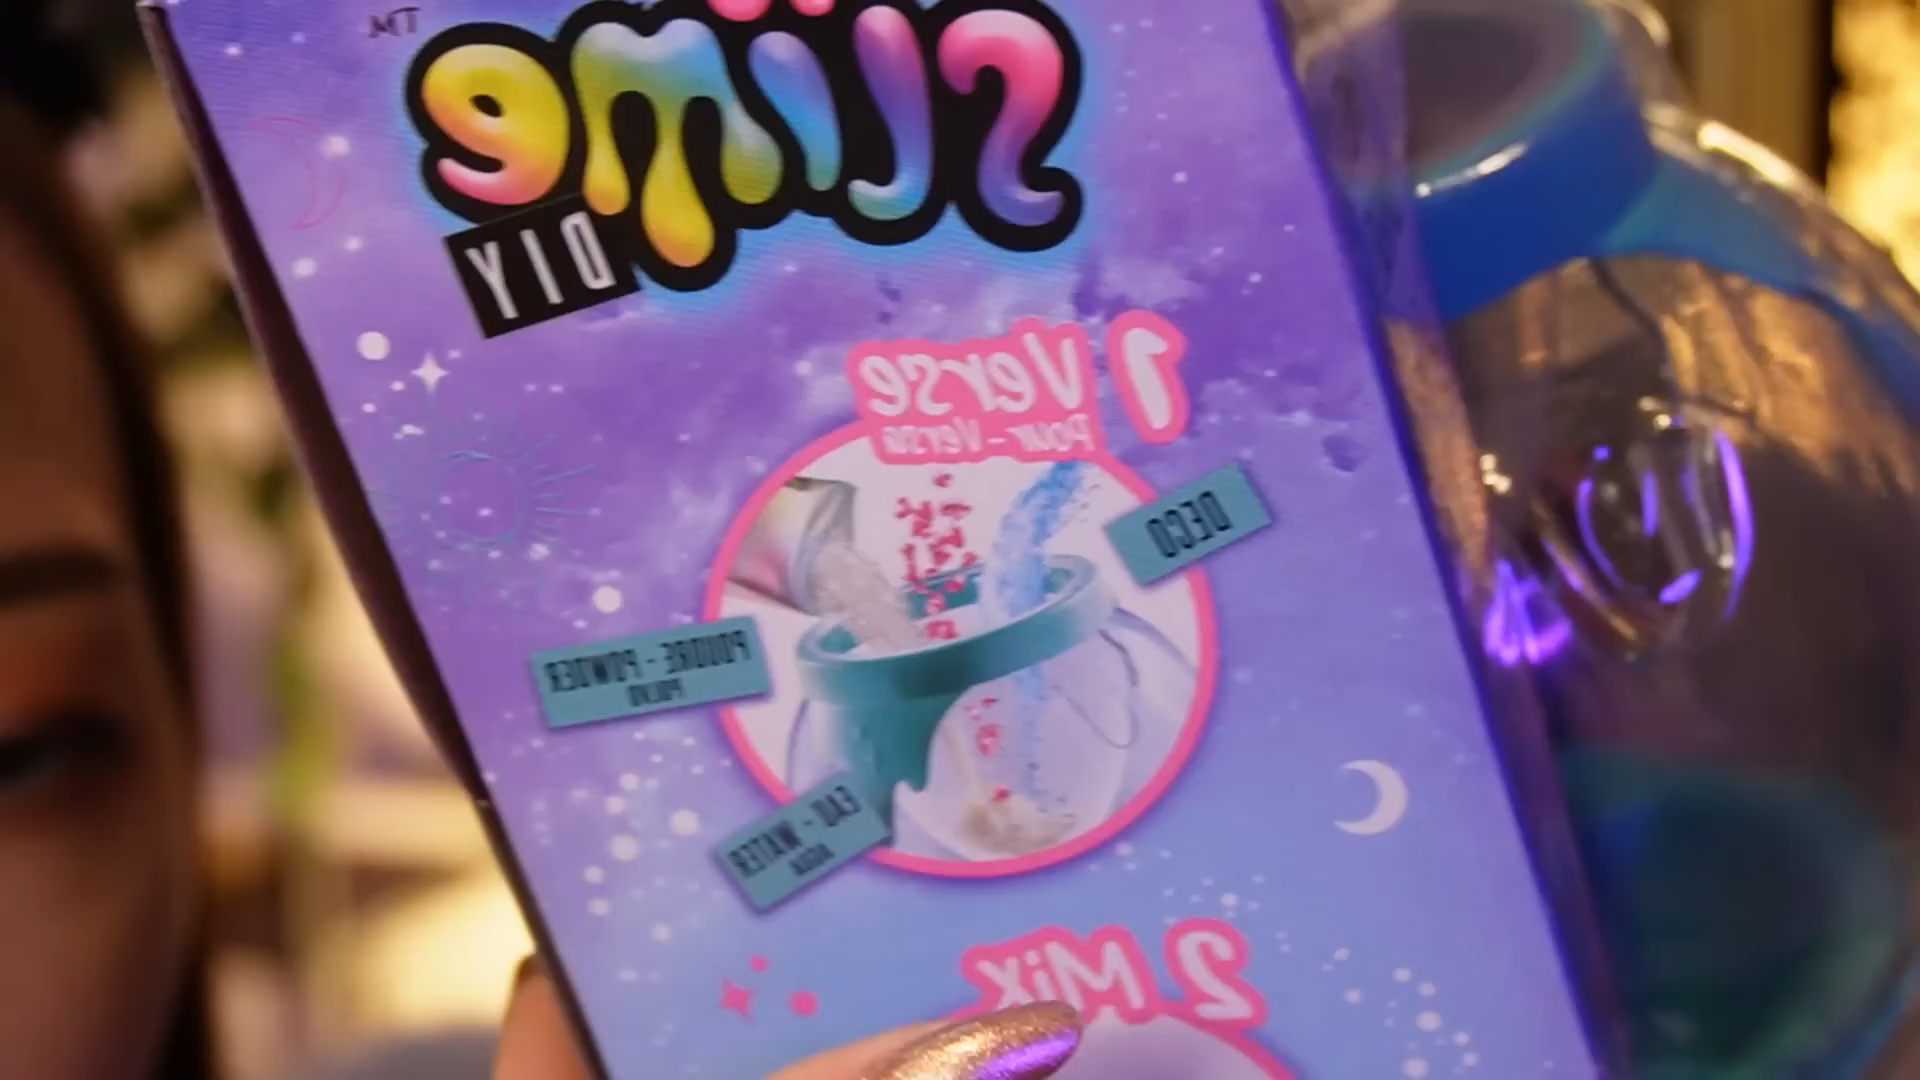 Slime
TM
DIY
1 Verse
Pour - Versa
DECO
POUDRE - POWDER
POLVO
EAU - WATER
AGUA
2 Mix